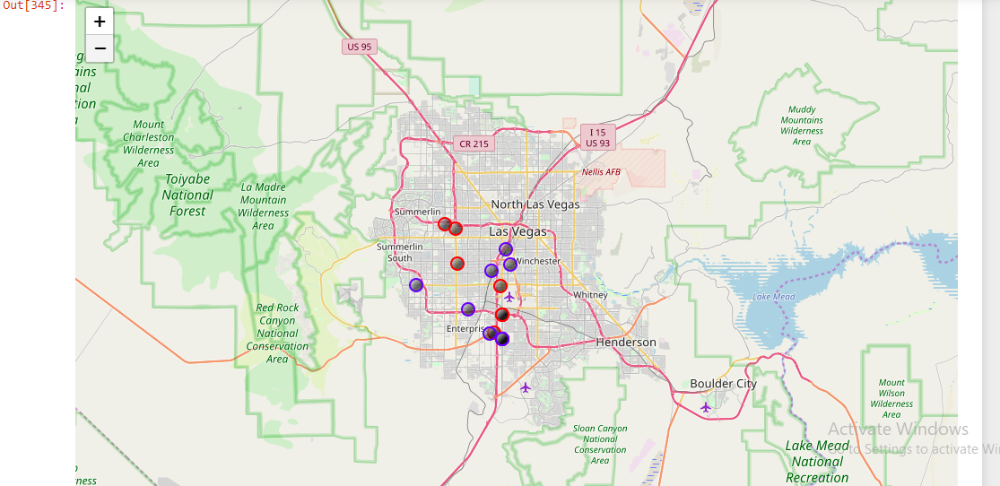 Out[345]:
+
−
US 95
ains
nal
tion
Mount
Charleston
Wilderness
Area
Toiyabe
National
Forest
La Madre
Mountain
Wilderness
Area
CR 215
I 15
US 93
Nellis AFB
Muddy
Mountains
Wilderness
Area
North Las Vegas
Summerlin
Las Vegas
Summerlin
South
Winchester
Whitney
Lake Mead
Red Rock
Canyon
National
Conservation
Area
Enterpris
Henderson
Boulder City
Mount
Wilson
Wilderness
Area
Sloan Canyon
National
Conservation
Area
Activate Windows
Go to Settings to activate Wi
Lake Mead
National
Recreation
ness